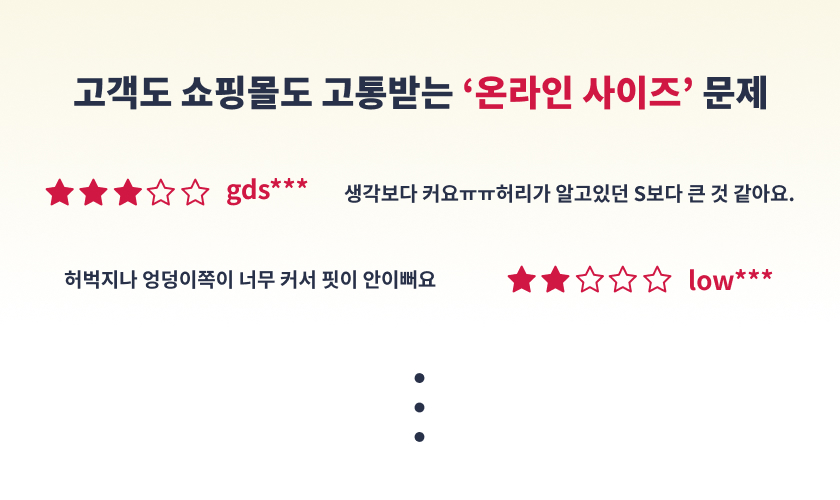 고객도 쇼핑몰도 고통받는 ‘온라인 사이즈’ 문제
★★★☆☆ gds*** 생각보다 커요ㅠㅠ허리가 알고있던 S보다 큰 것 같아요.
허벅지나 엉덩이쪽이 너무 커서 핏이 안이뻐요 ★★☆☆☆ low***